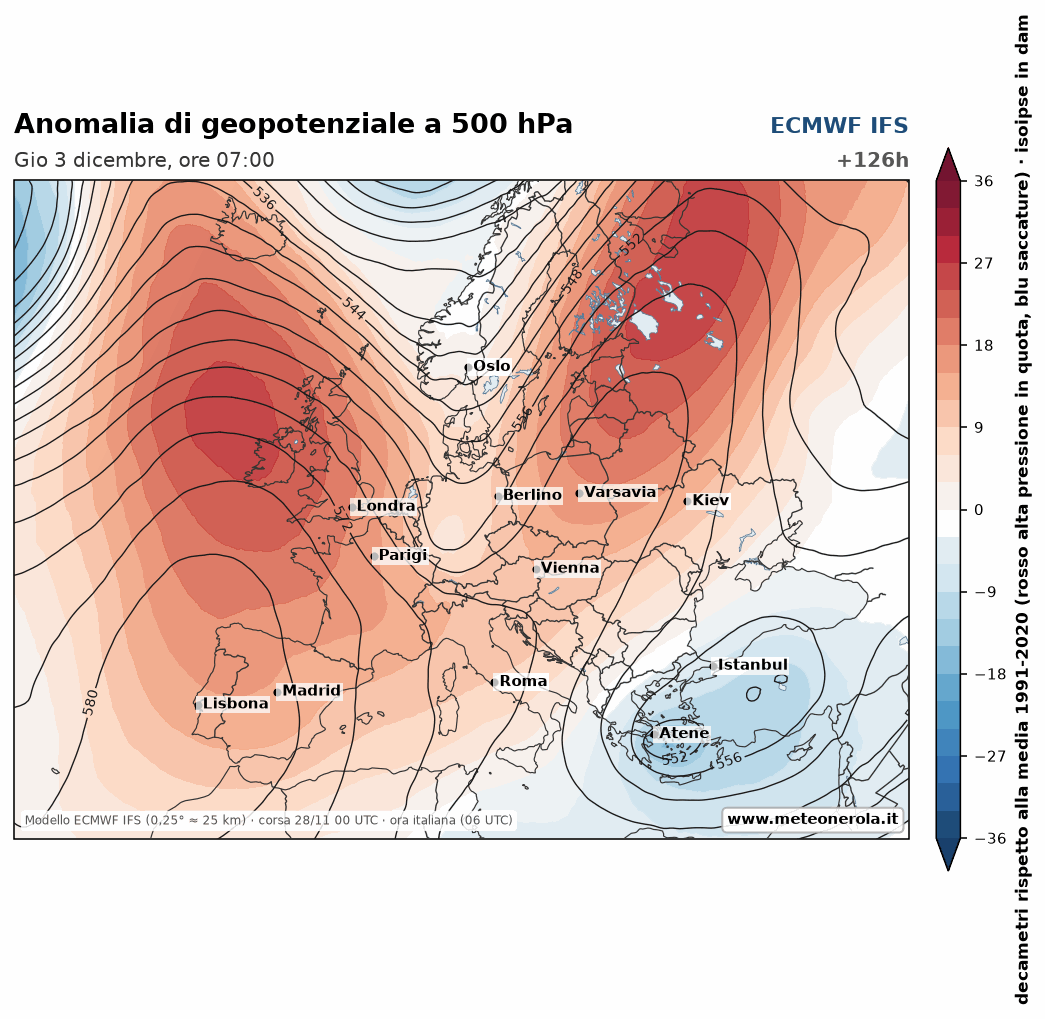 Anomalia di geopotenziale a 500 hPa
ECMWF IFS
Gio 3 dicembre, ore 07:00
+126h
536
552
548
544
Oslo
556
Londra
Berlino
Varsavia
Kiev
Parigi
Vienna
Istanbul
Roma
Madrid
Lisbona
580
Atene
552
556
Modello ECMWF IFS (0,25° ≈ 25 km) · corsa 28/11 00 UTC · ora italiana (06 UTC)
www.meteonerola.it
36
27
18
9
0
−9
−18
−27
−36
decametri rispetto alla media 1991-2020 (rosso alta pressione in quota, blu saccature) · isoipse in dam